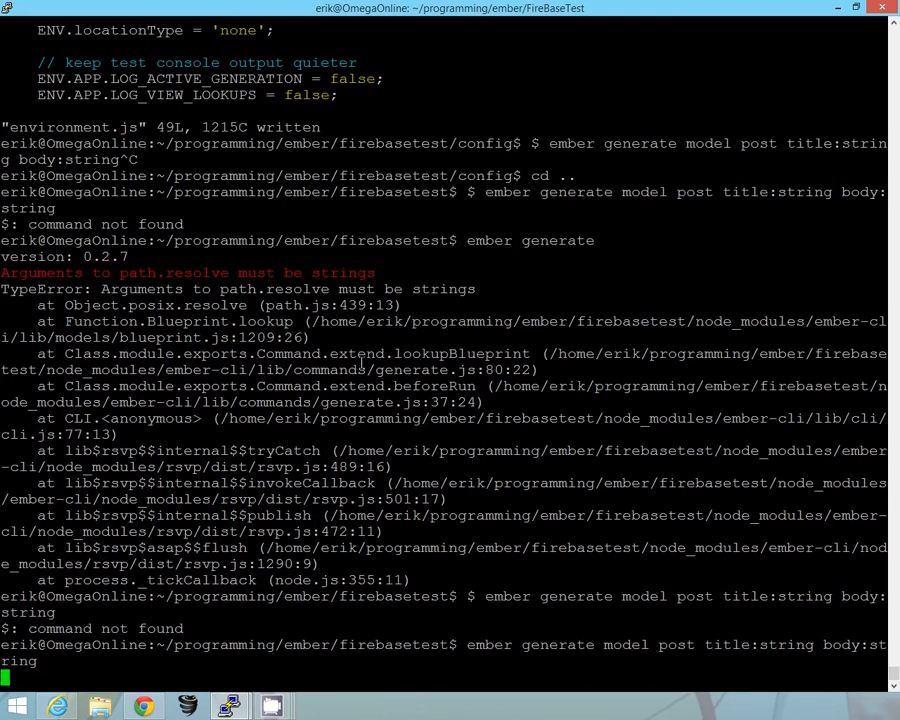 erik@OmegaOnline: ~/programming/ember/FireBaseTest
ENV.locationType = 'none';
// keep test console output quieter
ENV.APP.LOG_ACTIVE_GENERATION = false;
ENV.APP.LOG_VIEW_LOOKUPS = false;
"environment.js" 49L, 1215C written
erik@OmegaOnline:~/programming/ember/firebasetest/config$ $ ember generate model post title:strin
g body:string^C
erik@OmegaOnline:~/programming/ember/firebasetest/config$ cd ..
erik@OmegaOnline:~/programming/ember/firebasetest$ $ ember generate model post title:string body:
string
$: command not found
erik@OmegaOnline:~/programming/ember/firebasetest$ ember generate
version: 0.2.7
Arguments to path.resolve must be strings
TypeError: Arguments to path.resolve must be strings
at Object.posix.resolve (path.js:439:13)
at Function.Blueprint.lookup (/home/erik/programming/ember/firebasetest/node_modules/ember-cl
i/lib/models/blueprint.js:1209:26)
at Class.module.exports.Command.extend.lookupBlueprint (/home/erik/programming/ember/firebase
test/node_modules/ember-cli/lib/commands/generate.js:80:22)
at Class.module.exports.Command.extend.beforeRun (/home/erik/programming/ember/firebasetest/n
ode_modules/ember-cli/lib/commands/generate.js:37:24)
at CLI.<anonymous> (/home/erik/programming/ember/firebasetest/node_modules/ember-cli/lib/cli/
cli.js:77:13)
at lib$rsvp$$internal$$tryCatch (/home/erik/programming/ember/firebasetest/node_modules/ember
-cli/node_modules/rsvp/dist/rsvp.js:489:16)
at lib$rsvp$$internal$$invokeCallback (/home/erik/programming/ember/firebasetest/node_modules
/ember-cli/node_modules/rsvp/dist/rsvp.js:501:17)
at lib$rsvp$$internal$$publish (/home/erik/programming/ember/firebasetest/node_modules/ember-
cli/node_modules/rsvp/dist/rsvp.js:472:11)
at lib$rsvp$asap$$flush (/home/erik/programming/ember/firebasetest/node_modules/ember-cli/nod
e_modules/rsvp/dist/rsvp.js:1290:9)
at process._tickCallback (node.js:355:11)
erik@OmegaOnline:~/programming/ember/firebasetest$ $ ember generate model post title:string body:
string
$: command not found
erik@OmegaOnline:~/programming/ember/firebasetest$ ember generate model post title:string body:st
ring